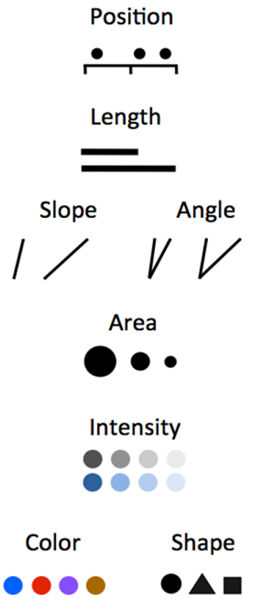 Position
Length
Slope Angle
Area
Intensity
Color Shape